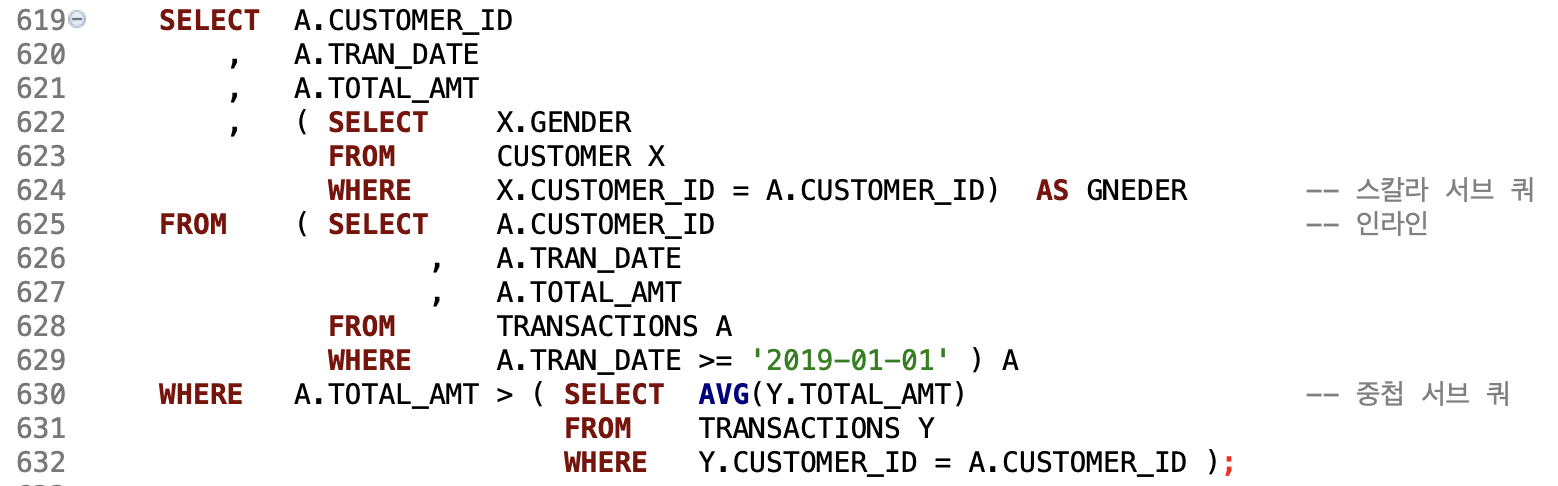 619 SELECT A.CUSTOMER_ID
620 , A.TRAN_DATE
621 , A.TOTAL_AMT
622 , ( SELECT X.GENDER
623 FROM CUSTOMER X
624 WHERE X.CUSTOMER_ID = A.CUSTOMER_ID) AS GNEDER -- 스칼라 서브 쿼
625 FROM ( SELECT A.CUSTOMER_ID -- 인라인
626 , A.TRAN_DATE
627 , A.TOTAL_AMT
628 FROM TRANSACTIONS A
629 WHERE A.TRAN_DATE >= '2019-01-01' ) A
630 WHERE A.TOTAL_AMT > ( SELECT AVG(Y.TOTAL_AMT) -- 중첩 서브 쿼
631 FROM TRANSACTIONS Y
632 WHERE Y.CUSTOMER_ID = A.CUSTOMER_ID );